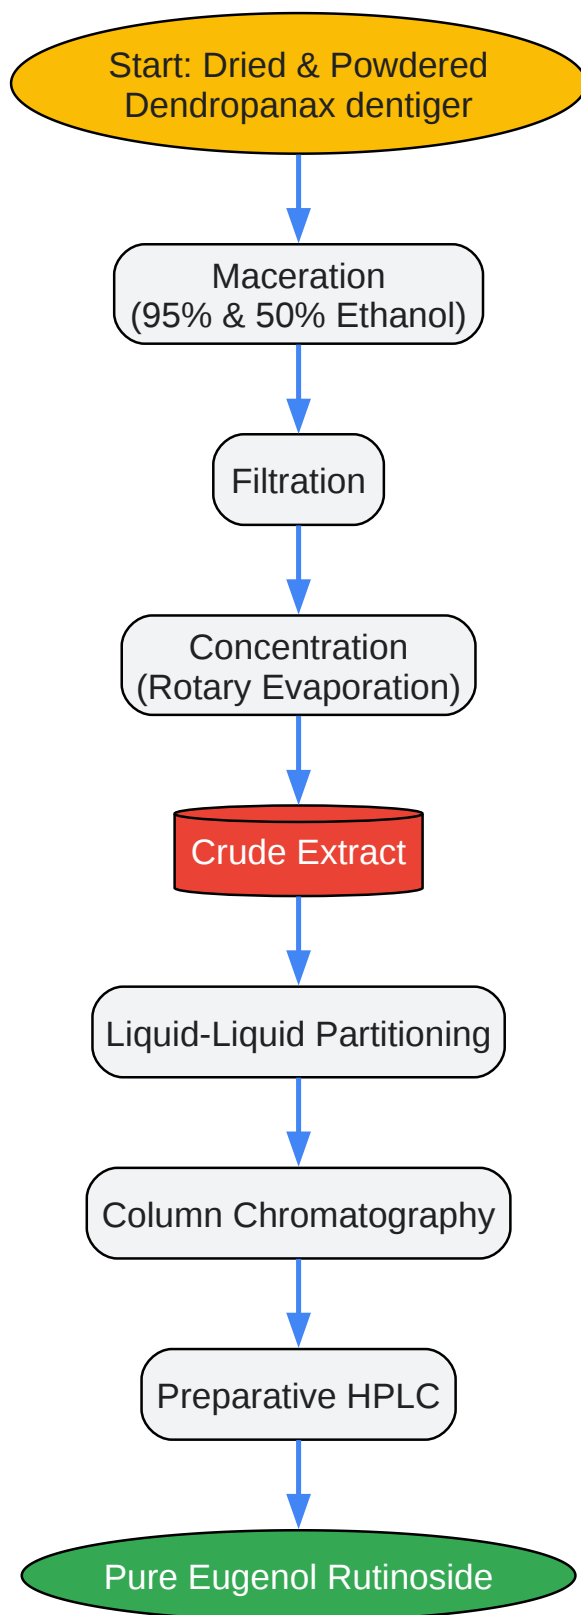 Start: Dried & Powdered
Dendropanax dentiger
Maceration
(95% & 50% Ethanol)
Filtration
Concentration
(Rotary Evaporation)
Crude Extract
Liquid-Liquid Partitioning
Column Chromatography
Preparative HPLC
Pure Eugenol Rutinoside